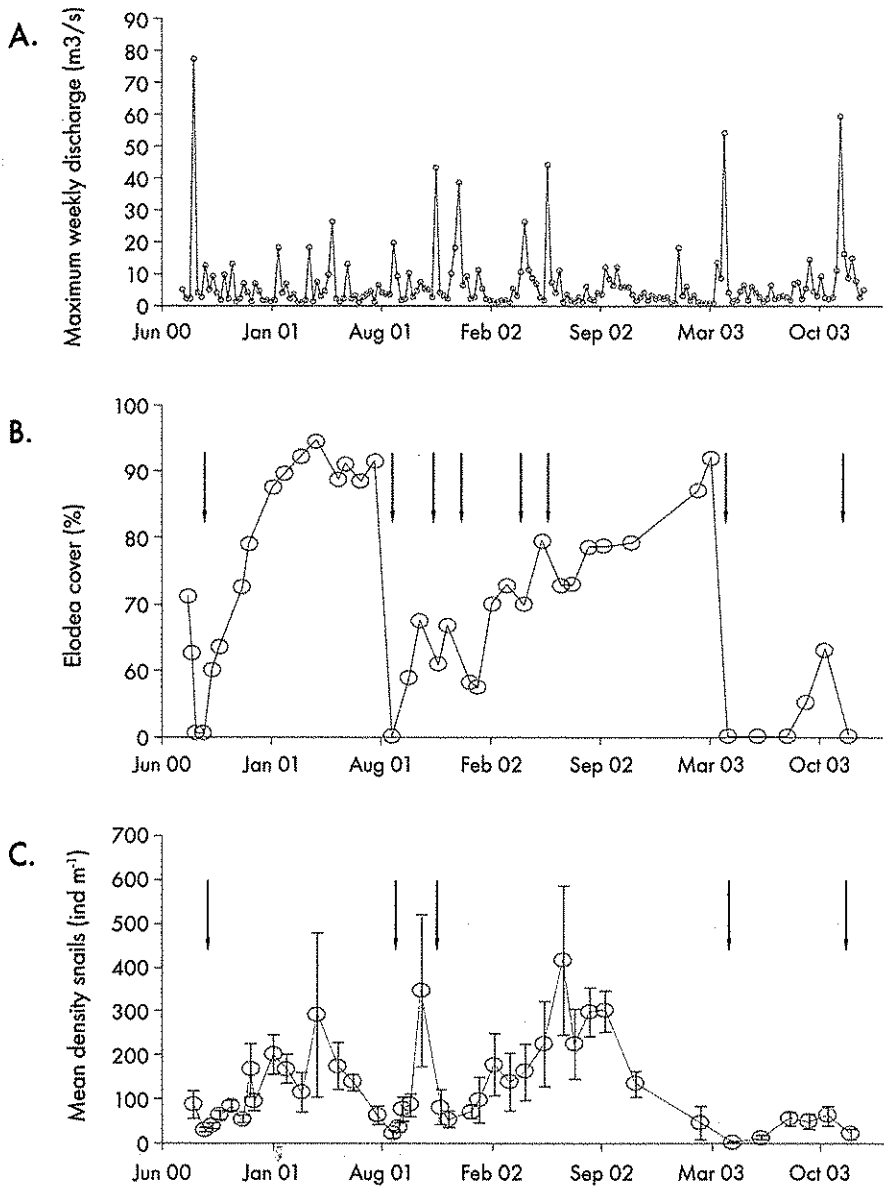 A.
Maximum weekly discharge (m3/s)
90
80
70
60
50
40
30
20
10
0
Jun 00 Jan 01 Aug 01 Feb 02 Sep 02 Mar 03 Oct 03
B.
Elodea cover (%)
100
90
80
70
60
0
Jun 00 Jan 01 Aug 01 Feb 02 Sep 02 Mar 03 Oct 03
C.
Mean density snails (ind m⁻¹)
700
600
500
400
300
200
100
0
Jun 00 Jan 01 Aug 01 Feb 02 Sep 02 Mar 03 Oct 03